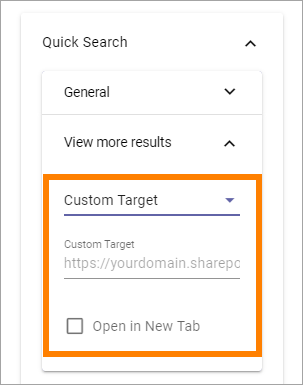 Quick Search
General
View more results
Custom Target
Custom Target
https://yourdomain.sharepo
Open in New Tab